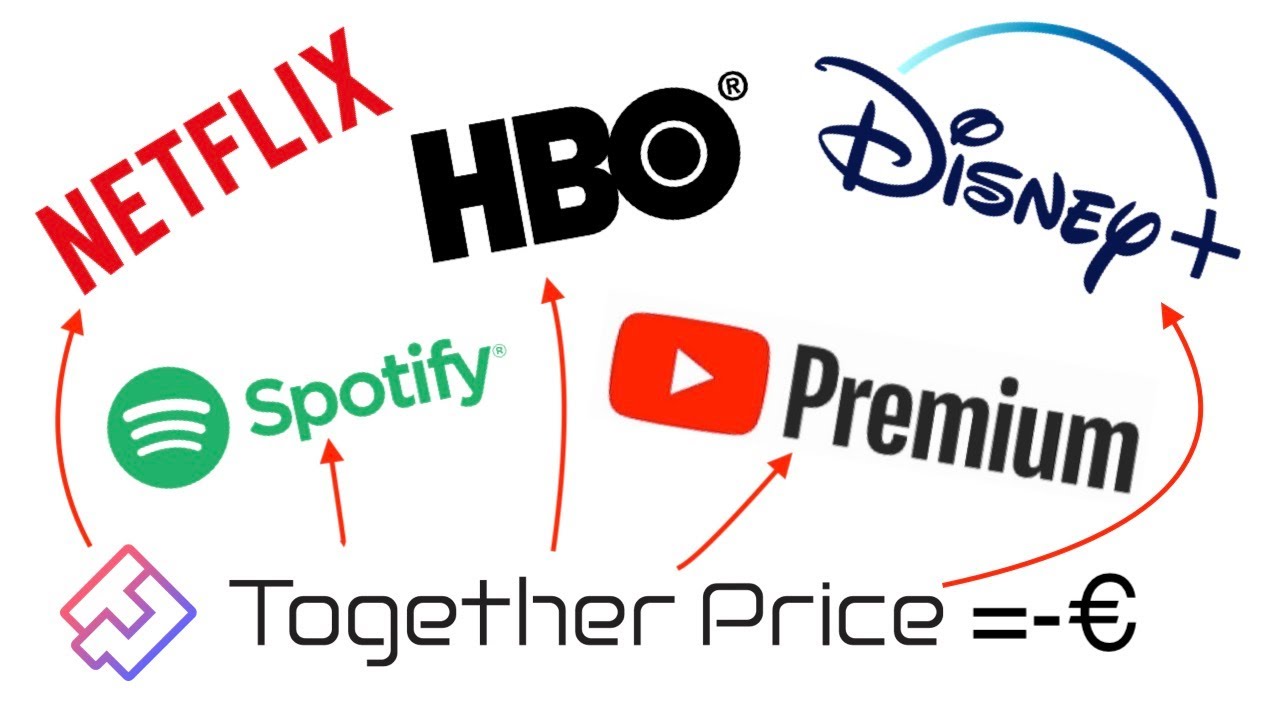 NETFLIX
HBO®
Disney+
Spotify®
Premium
Together Price =-€